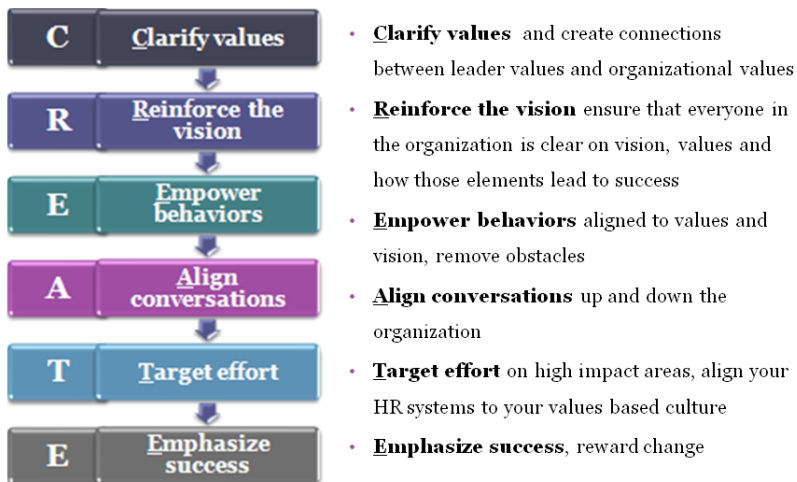 C
Clarify values
R
Reinforce the
vision
E
Empower
behaviors
A
Align
conversations
T
Target effort
E
Emphasize
success
• Clarify values and create connections
between leader values and organizational values
• Reinforce the vision ensure that everyone in
the organization is clear on vision, values and
how those elements lead to success
• Empower behaviors aligned to values and
vision, remove obstacles
• Align conversations up and down the
organization
• Target effort on high impact areas, align your
HR systems to your values based culture
• Emphasize success, reward change